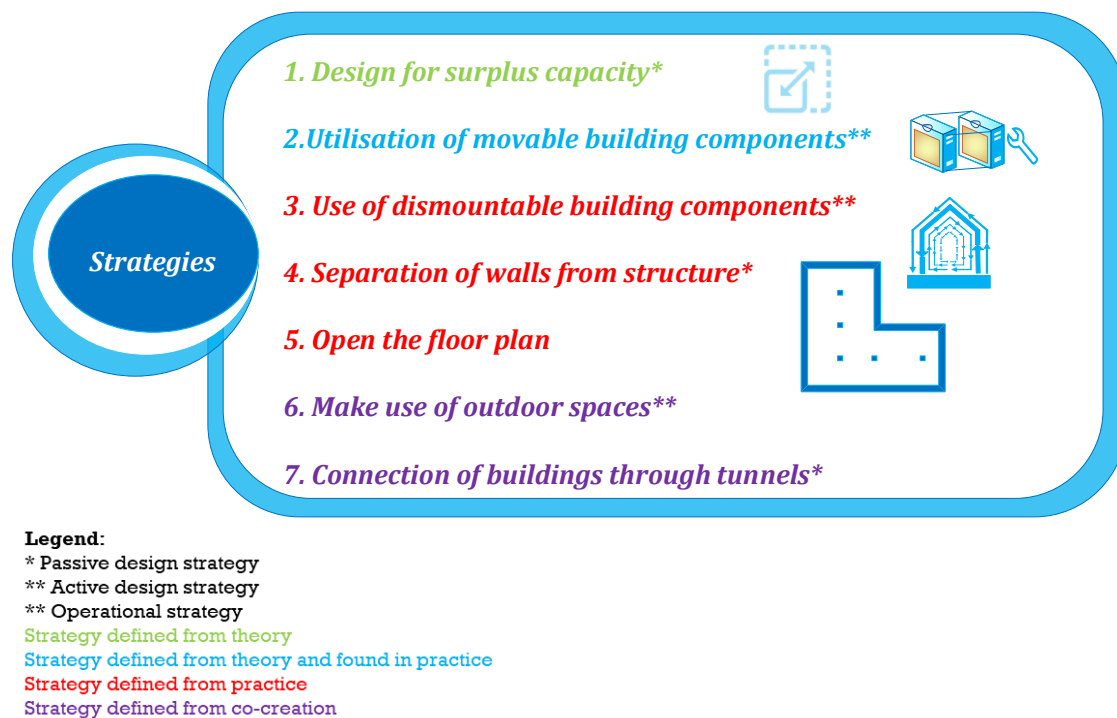 1. Design for surplus capacity*
2.Utilisation of movable building components**
3. Use of dismountable building components**
Strategies
4. Separation of walls from structure*
5. Open the floor plan
6. Make use of outdoor spaces**
7. Connection of buildings through tunnels*
Legend:
* Passive design strategy
** Active design strategy
** Operational strategy
Strategy defined from theory
Strategy defined from theory and found in practice
Strategy defined from practice
Strategy defined from co-creation